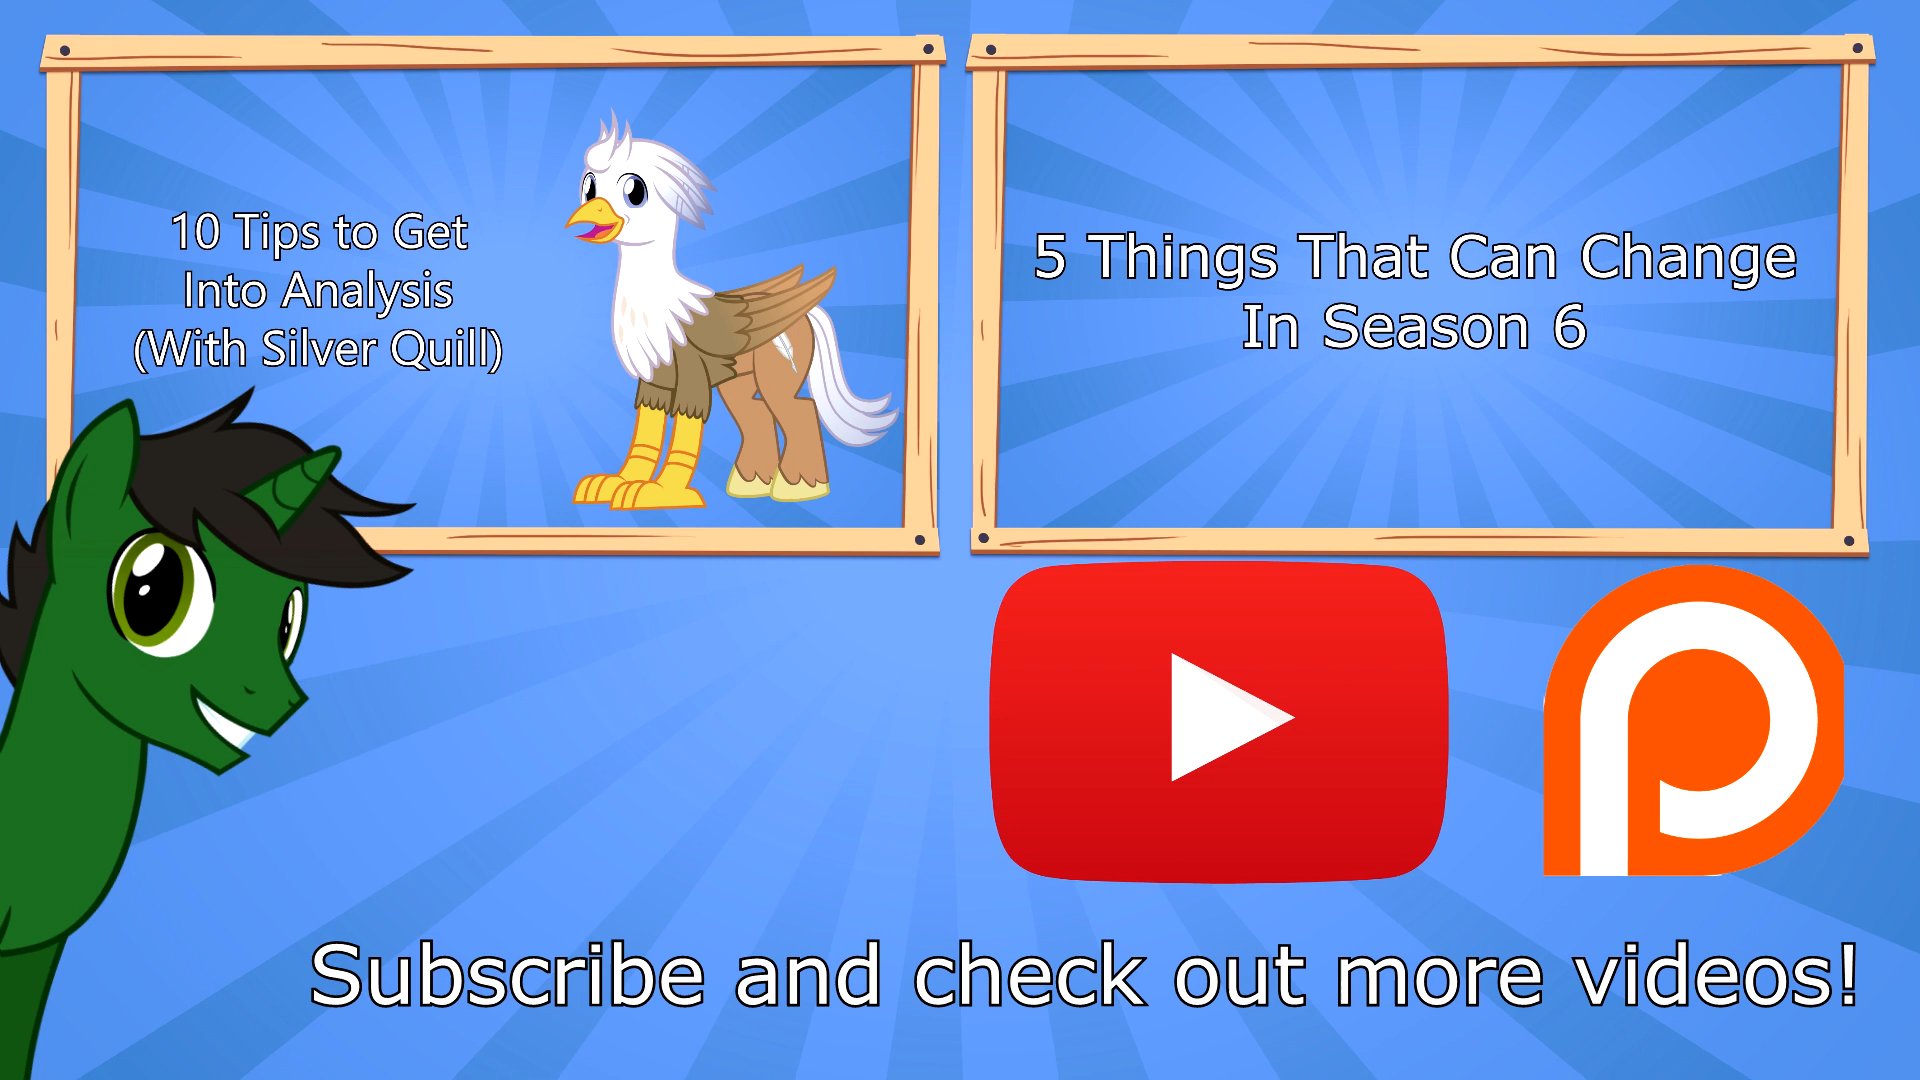 10 Tips to Get
Into Analysis
(With Silver Quill)
5 Things That Can Change
In Season 6
Subscribe and check out more videos!